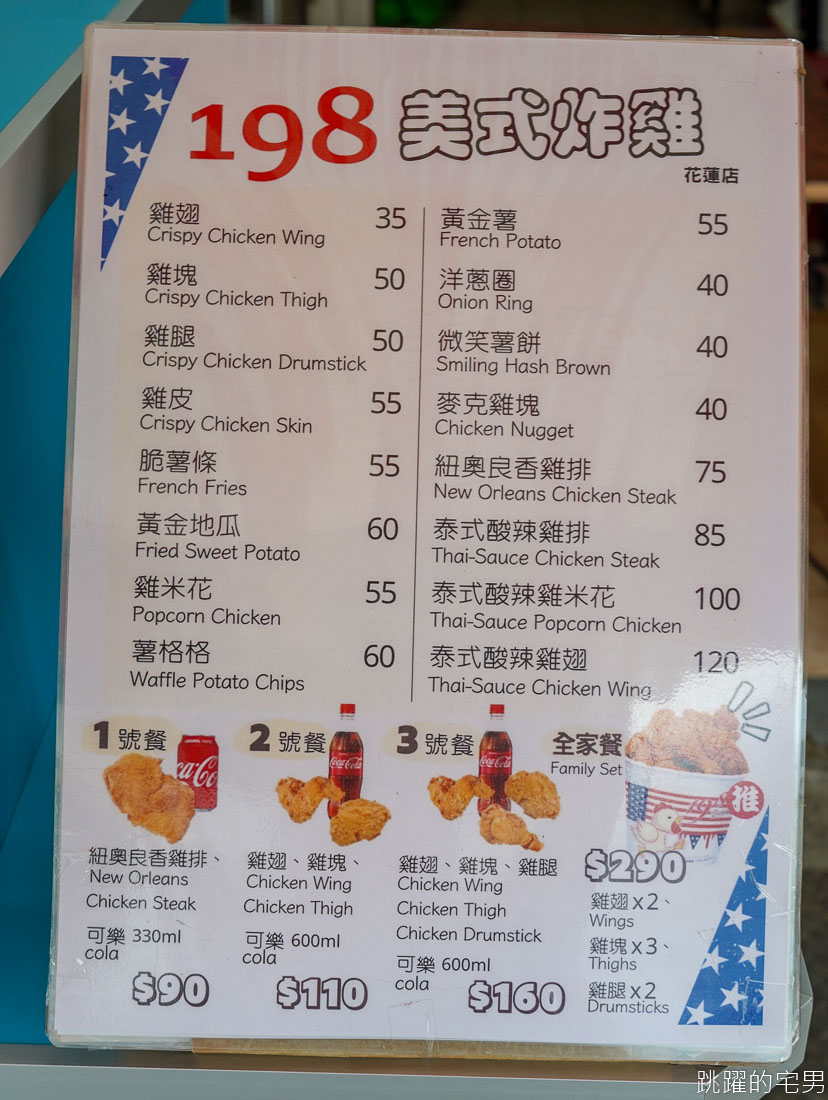 198 美式炸雞
花蓮店
雞翅 35
Crispy Chicken Wing
雞塊 50
Crispy Chicken Thigh
雞腿 50
Crispy Chicken Drumstick
雞皮 55
Crispy Chicken Skin
脆薯條 55
French Fries
黃金地瓜 60
Fried Sweet Potato
雞米花 55
Popcorn Chicken
薯格格 60
Waffle Potato Chips
黃金薯 55
French Potato
洋蔥圈 40
Onion Ring
微笑薯餅 40
Smiling Hash Brown
麥克雞塊 40
Chicken Nugget
紐奧良香雞排 75
New Orleans Chicken Steak
泰式酸辣雞排 85
Thai-Sauce Chicken Steak
泰式酸辣雞米花 100
Thai-Sauce Popcorn Chicken
泰式酸辣雞翅 120
Thai-Sauce Chicken Wing
1 號餐
紐奧良香雞排、
New Orleans
Chicken Steak
可樂 330ml
cola
$90
2 號餐
Coca-Cola
雞翅、雞塊、
Chicken Wing
Chicken Thigh
可樂 600ml
cola
$110
3 號餐
Coca-Cola
雞翅、雞塊、雞腿
Chicken Wing
Chicken Thigh
Chicken Drumstick
可樂 600ml
cola
$160
全家餐
Family Set
推
$290
雞翅 x 2、
Wings
雞塊 x 3、
Thighs
雞腿 x 2
Drumsticks
跳躍的宅男